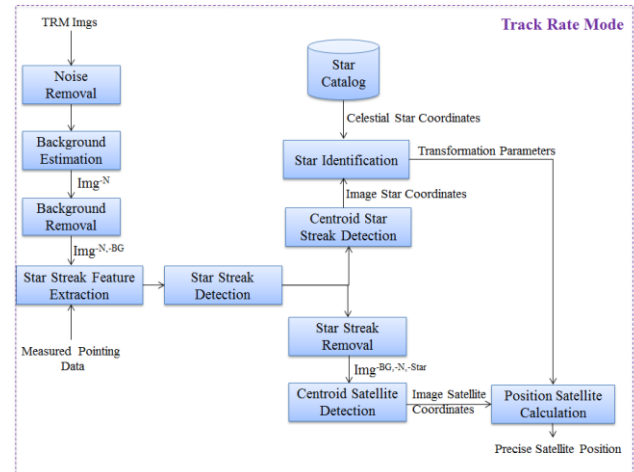 Track Rate Mode
TRM Imgs
Noise
Removal
Background
Estimation
Img-N
Background
Removal
Img-N,-BG
Star Streak Feature
Extraction
Measured Pointing
Data
Star Streak
Detection
Star
Catalog
Celestial Star Coordinates
Star Identification
Transformation Parameters
Image Star Coordinates
Centroid Star
Streak Detection
Star Streak
Removal
Img-BG,-N,-Star
Centroid Satellite
Detection
Image Satellite
Coordinates
Position Satellite
Calculation
Precise Satellite Position